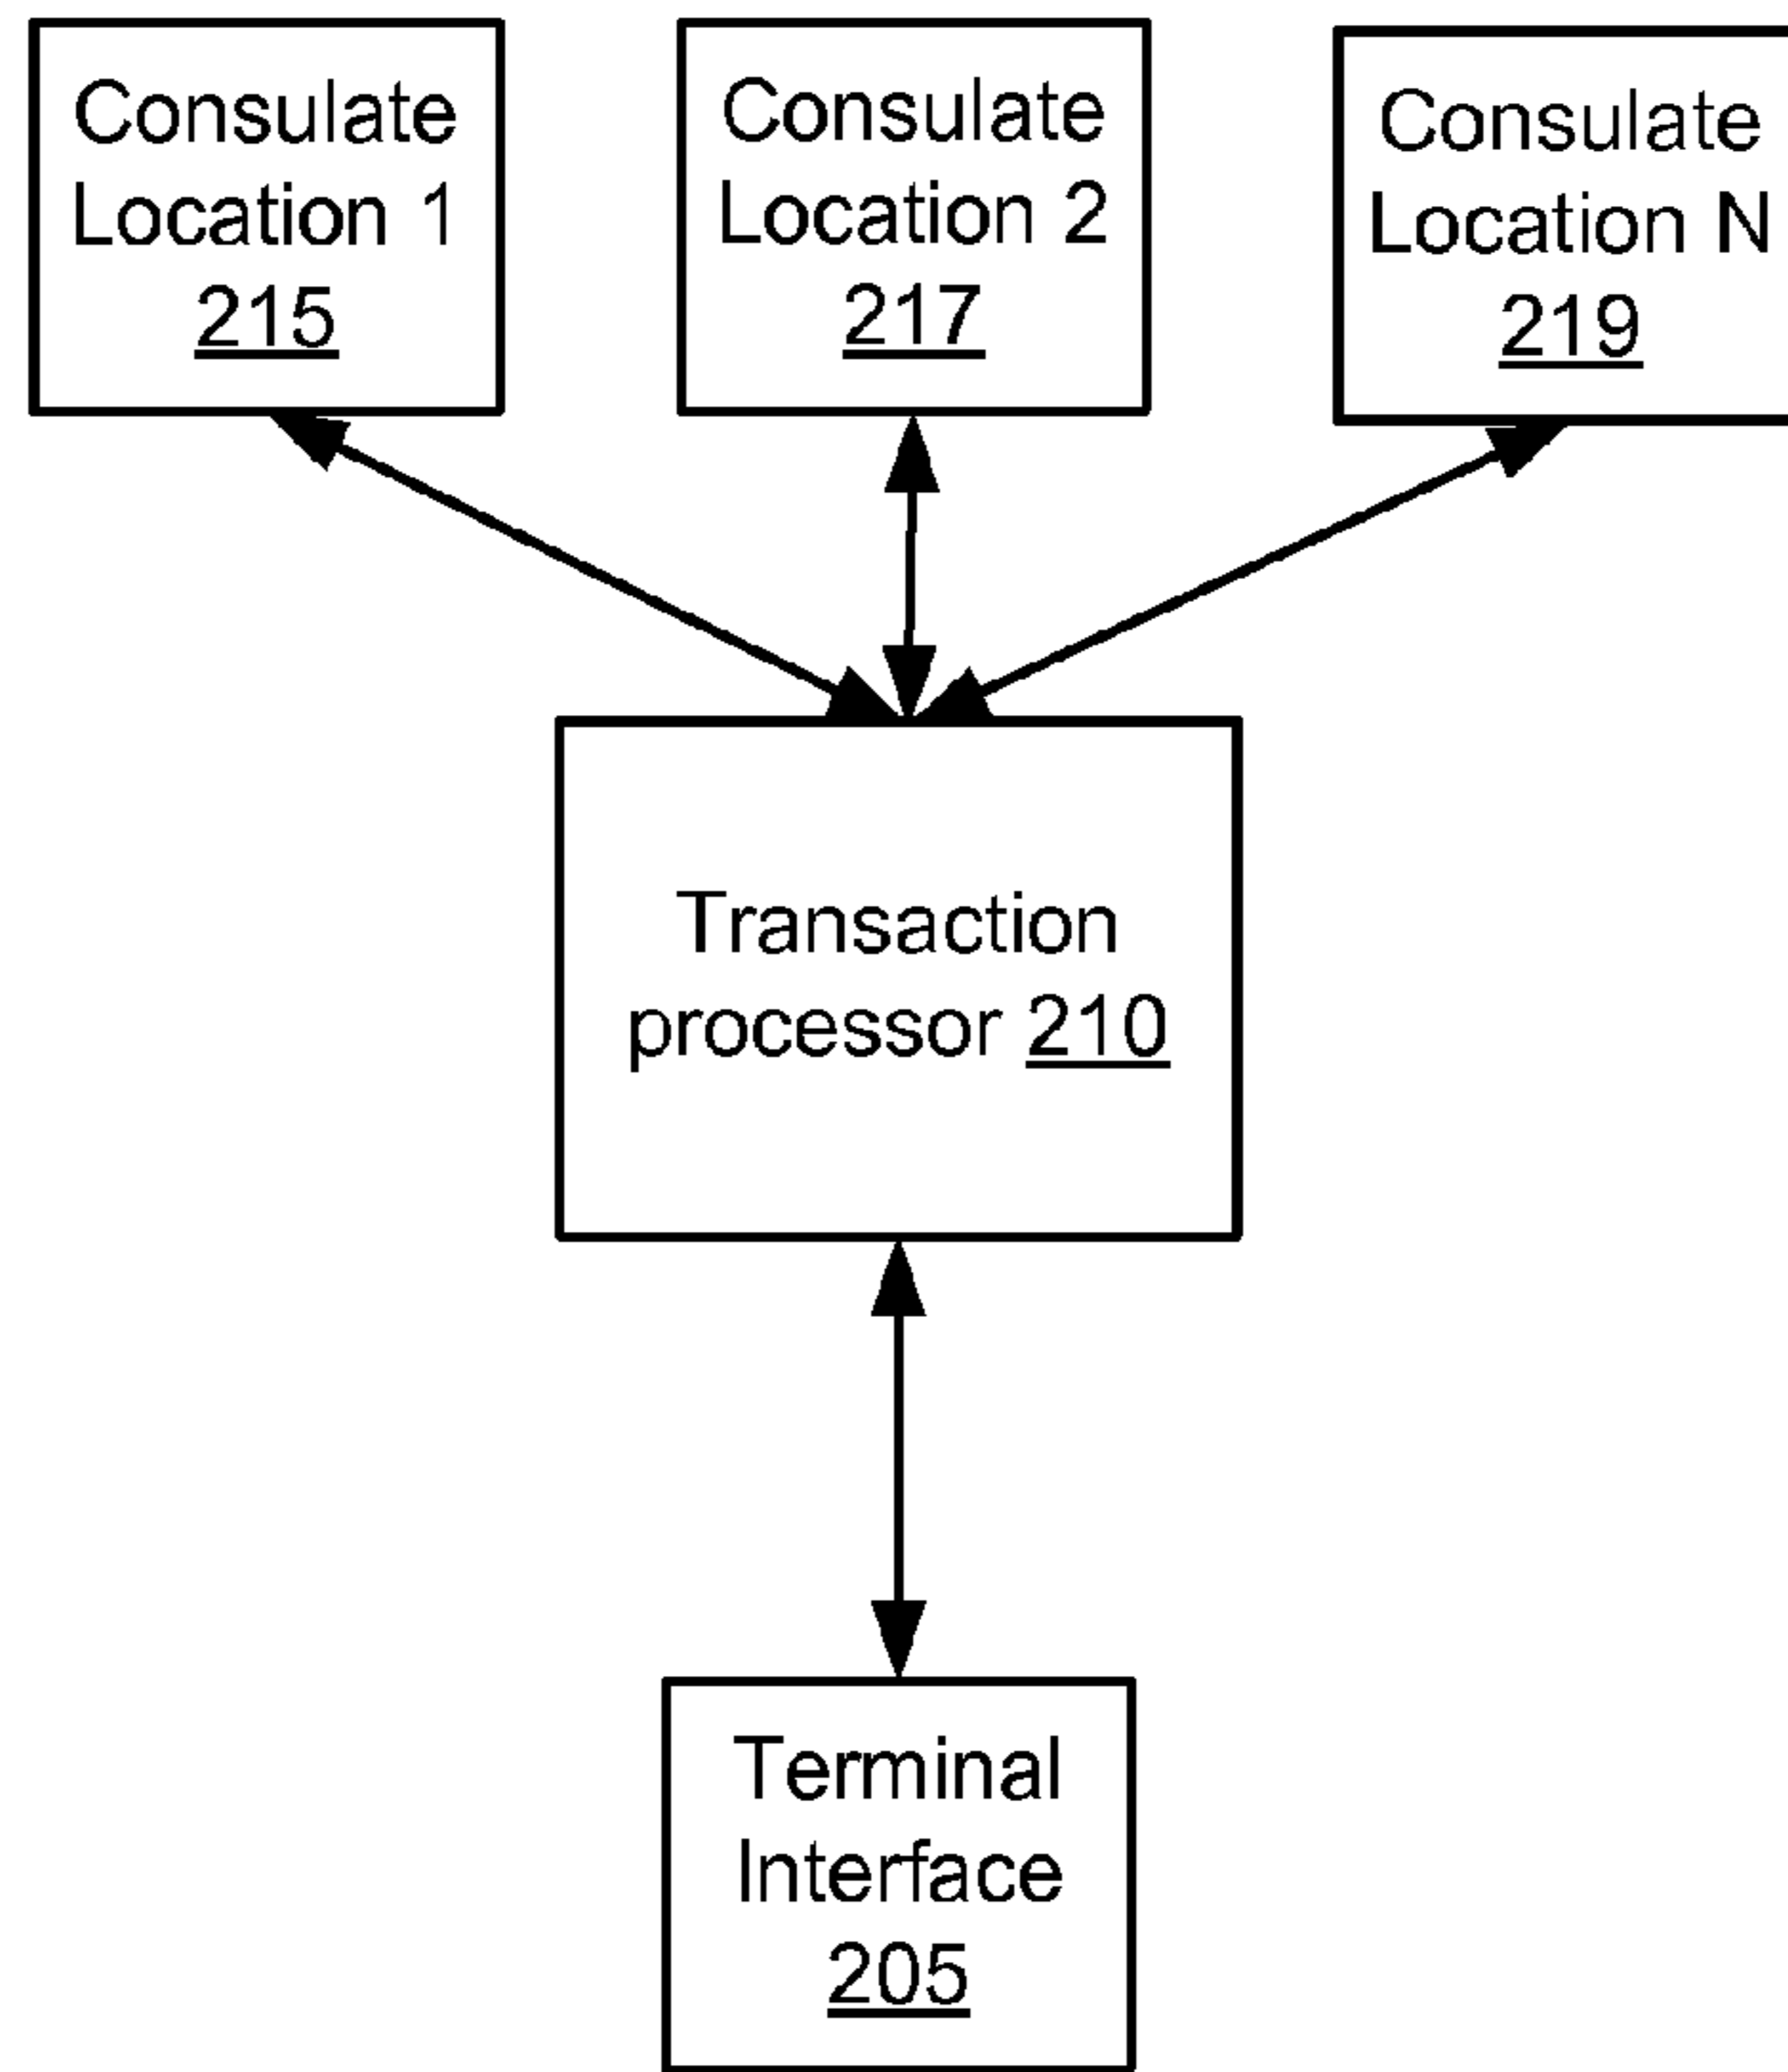 Consulate
Location 1
215
Consulate
Location 2
217
Consulate
Location N
219
Transaction
processor 210
Terminal
Interface
205